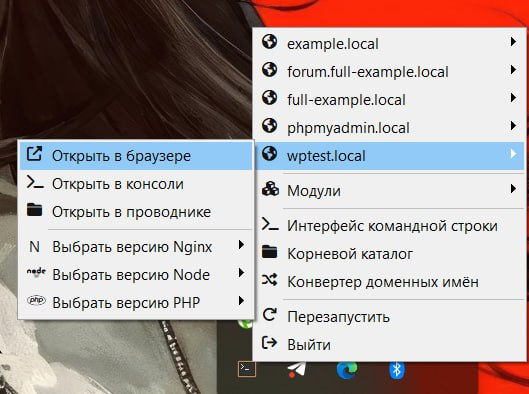 example.local
forum.full-example.local
full-example.local
phpmyadmin.local
wptest.local
Модули
Интерфейс командной строки
Корневой каталог
Конвертер доменных имён
Перезапустить
Выйти
Открыть в браузере
Открыть в консоли
Открыть в проводнике
N Выбрать версию Nginx
node Выбрать версию Node
php Выбрать версию PHP